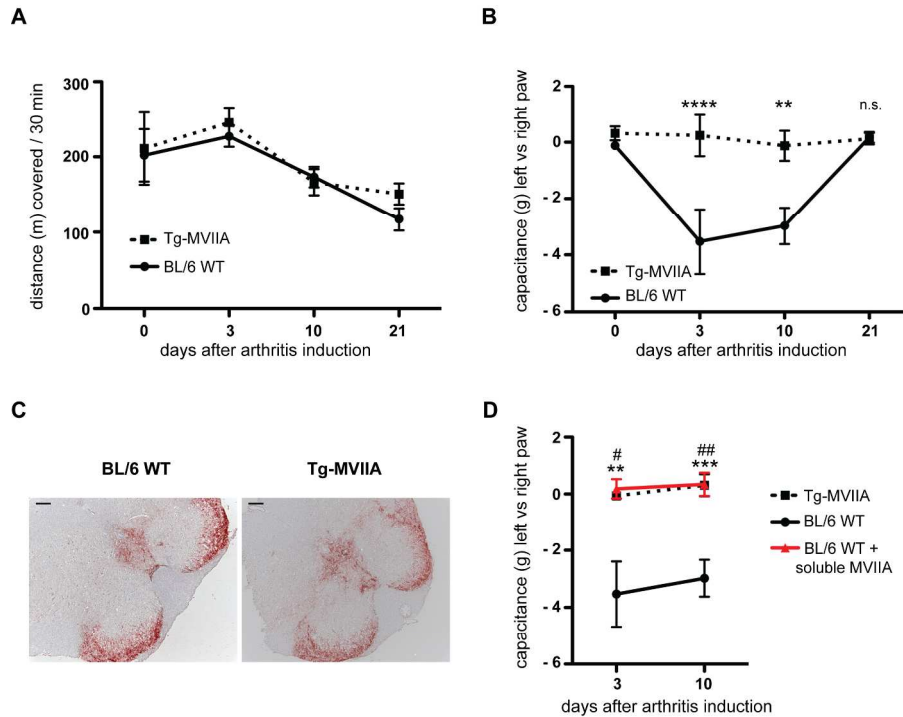 A
distance (m) covered / 30 min
300
200
100
0
Tg-MVIIA
BL/6 WT
0 3 10 21
days after arthritis induction
B
capacitance (g) left vs right paw
2
0
- 2
- 4
- 6
****
**
n.s.
Tg-MVIIA
BL/6 WT
0 3 10 21
days after arthritis induction
C
BL/6 WT
Tg-MVIIA
D
capacitance (g) left vs right paw
2
0
- 2
- 4
- 6
#
**
##
***
Tg-MVIIA
BL/6 WT
BL/6 WT +
soluble MVIIA
3 10
days after arthritis induction